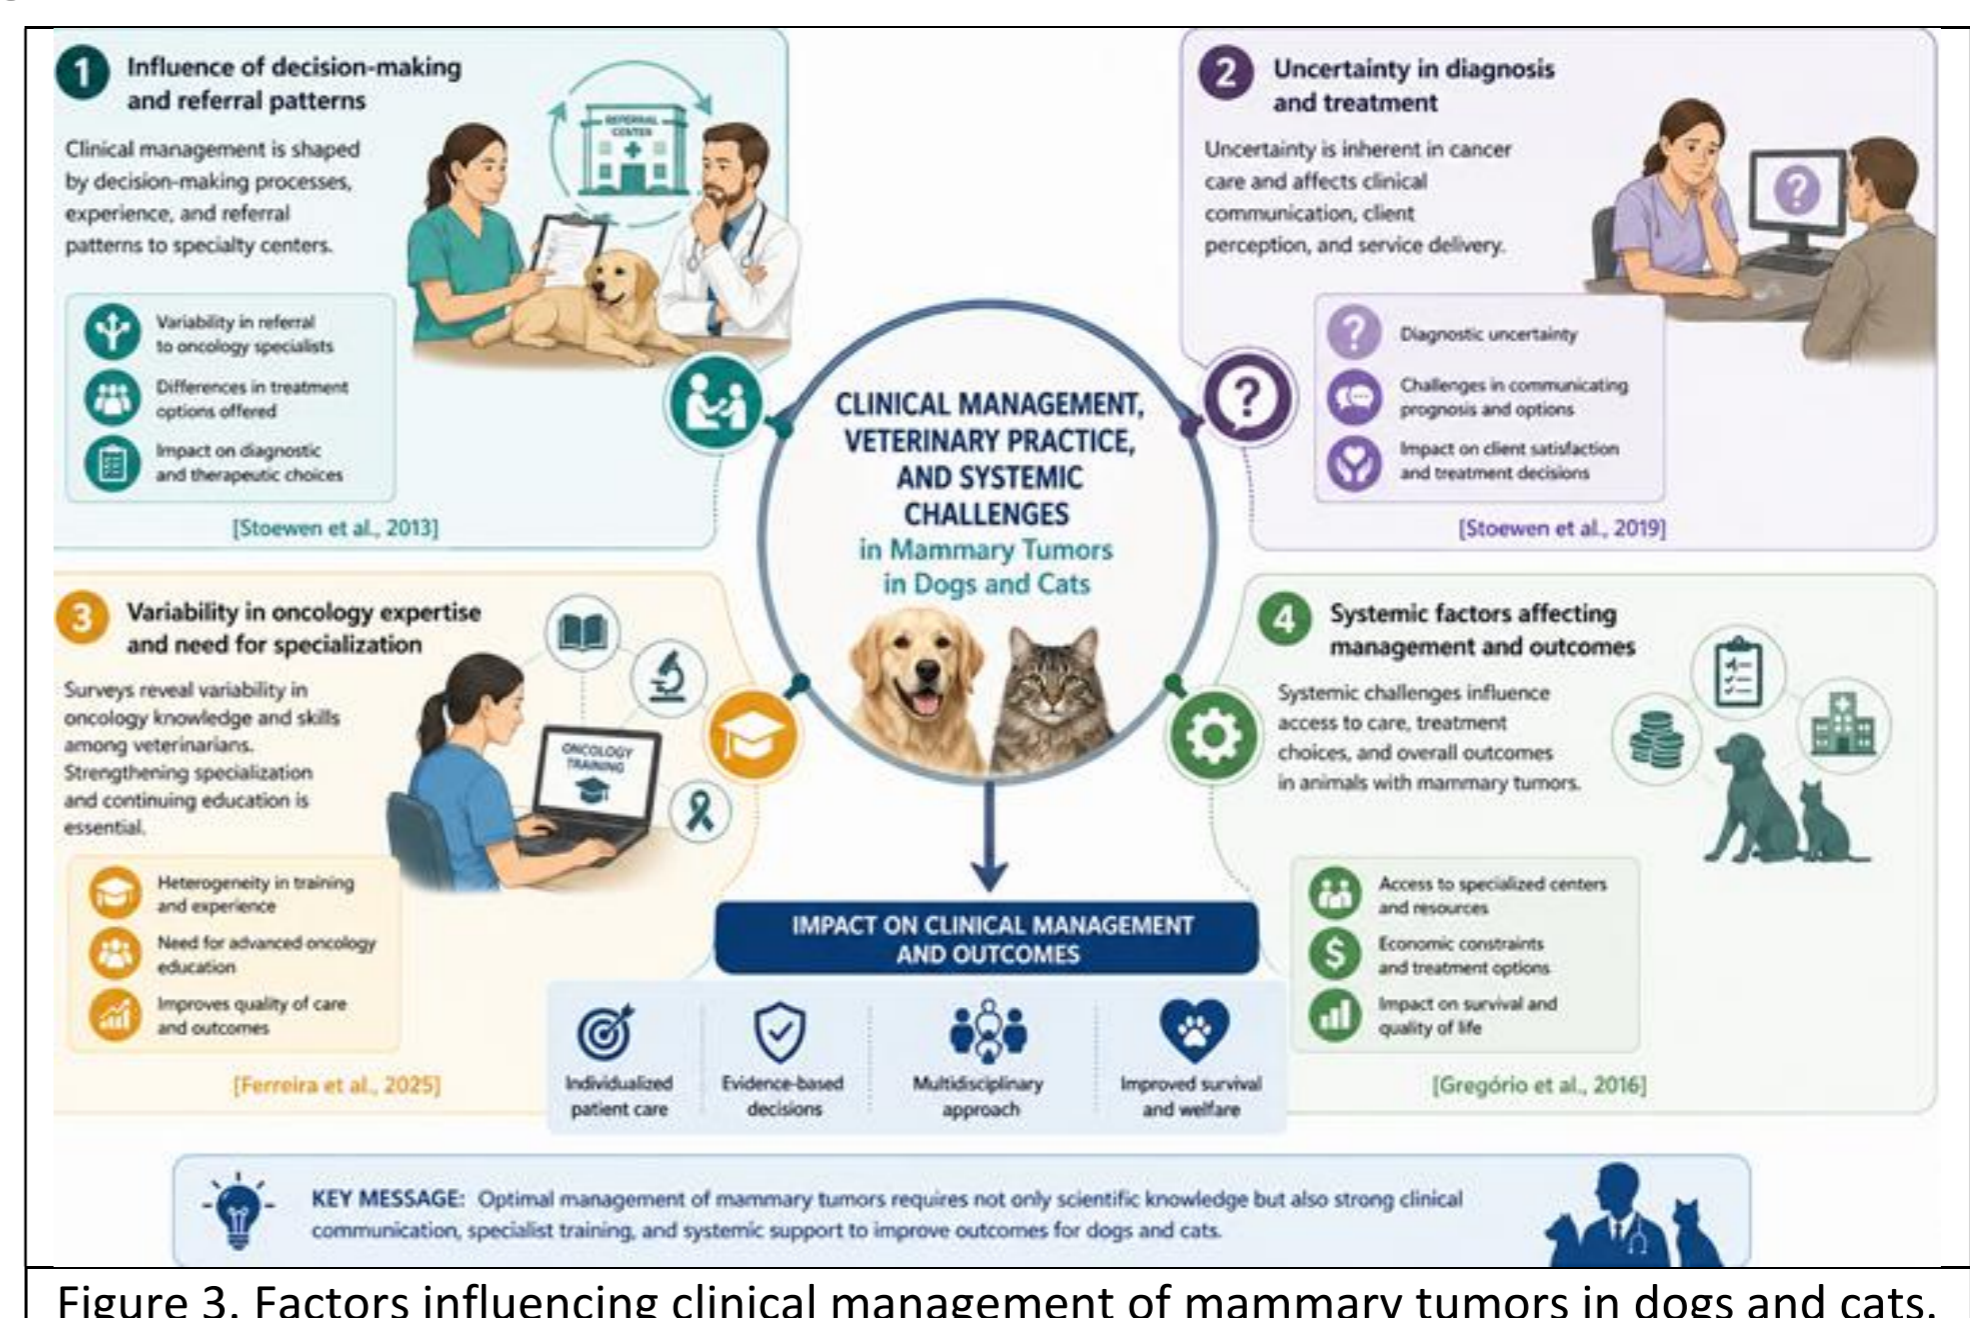 1
Influence of decision-making
and referral patterns
Clinical management is shaped
by decision-making processes,
experience, and referral
patterns to specialty centers.
REFERRAL
CENTER
Variability in referral
to oncology specialists
Differences in treatment
options offered
Impact on diagnostic
and therapeutic choices
[Stoewen et al., 2013]
2
Uncertainty in diagnosis
and treatment
Uncertainty is inherent in cancer
care and affects clinical
communication, client
perception, and service delivery.
?
?
?
Diagnostic uncertainty
Challenges in communicating
prognosis and options
Impact on client satisfaction
and treatment decisions
[Stoewen et al., 2019]
CLINICAL MANAGEMENT,
VETERINARY PRACTICE,
AND SYSTEMIC
CHALLENGES
in Mammary Tumors
in Dogs and Cats
3
Variability in oncology expertise
and need for specialization
Surveys reveal variability in
oncology knowledge and skills
among veterinarians.
Strengthening specialization
and continuing education is
essential.
ONCOLOGY
TRAINING
Heterogeneity in training
and experience
Need for advanced oncology
education
Improves quality of care
and outcomes
[Ferreira et al., 2025]
4
Systemic factors affecting
management and outcomes
Systemic challenges influence
access to care, treatment
choices, and overall outcomes
in animals with mammary tumors.
Access to specialized centers
and resources
$
Economic constraints
and treatment options
Impact on survival and
quality of life
[Gregório et al., 2016]
IMPACT ON CLINICAL MANAGEMENT
AND OUTCOMES
Individualized
patient care
Evidence-based
decisions
Multidisciplinary
approach
Improved survival
and welfare
KEY MESSAGE: Optimal management of mammary tumors requires not only scientific knowledge but also strong clinical
communication, specialist training, and systemic support to improve outcomes for dogs and cats.
Figure 3. Factors influencing clinical management of mammary tumors in dogs and cats.